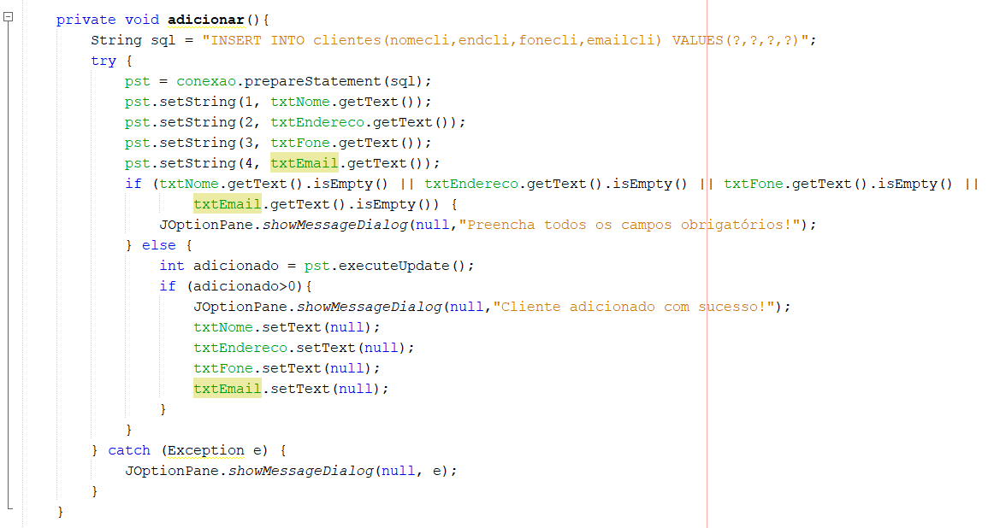 private void adicionar(){
String sql = "INSERT INTO clientes(nomecli,endcli,fonecli,emailcli) VALUES(?,?,?,?)";
try {
pst = conexao.prepareStatement(sql);
pst.setString(1, txtNome.getText());
pst.setString(2, txtEndereco.getText());
pst.setString(3, txtFone.getText());
pst.setString(4, txtEmail.getText());
if (txtNome.getText().isEmpty() || txtEndereco.getText().isEmpty() || txtFone.getText().isEmpty() ||
txtEmail.getText().isEmpty()) {
JOptionPane.showMessageDialog(null,"Preencha todos os campos obrigatórios!");
} else {
int adicionado = pst.executeUpdate();
if (adicionado>0){
JOptionPane.showMessageDialog(null,"Cliente adicionado com sucesso!");
txtNome.setText(null);
txtEndereco.setText(null);
txtFone.setText(null);
txtEmail.setText(null);
}
}
} catch (Exception e) {
JOptionPane.showMessageDialog(null, e);
}
}